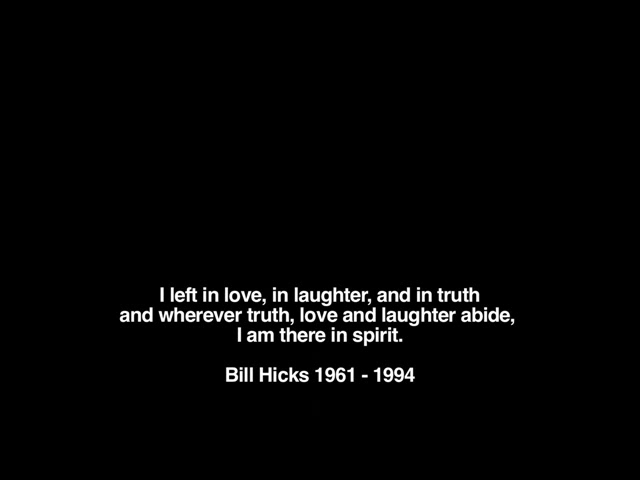 I left in love, in laughter, and in truth
and wherever truth, love and laughter abide,
I am there in spirit.
Bill Hicks 1961 - 1994